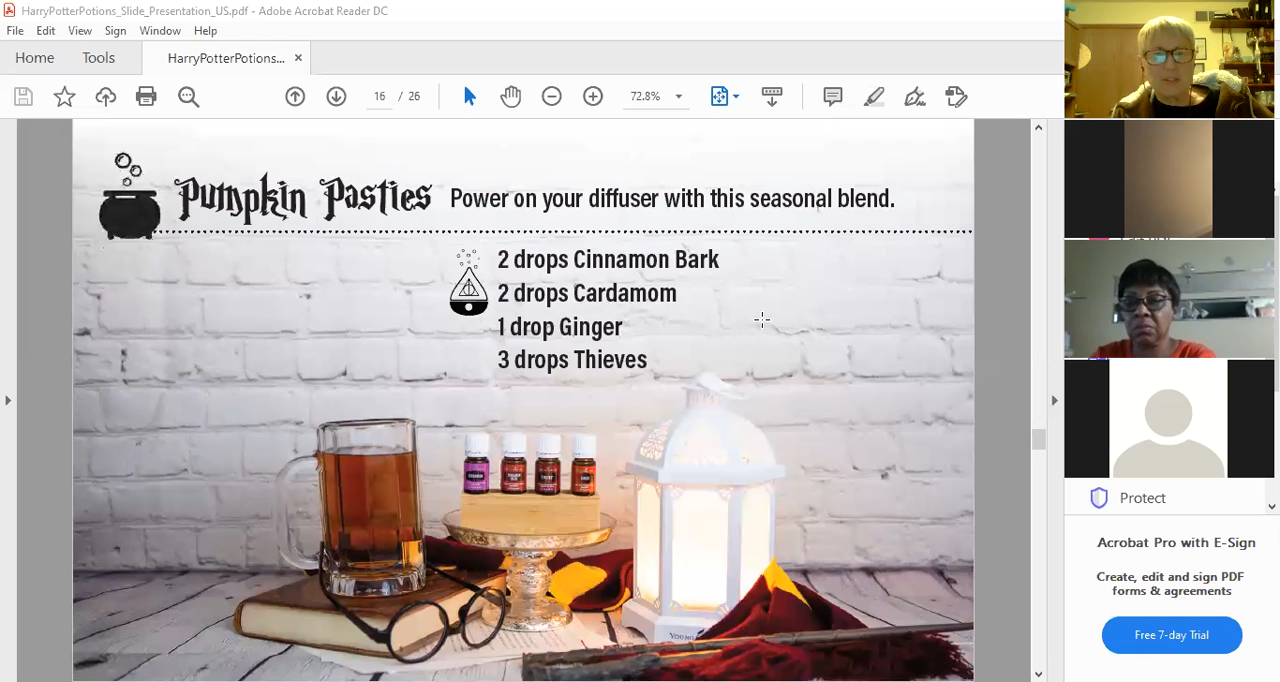 HarryPotterPotions_Slide_Presentation_US.pdf - Adobe Acrobat Reader DC
File Edit View Sign Window Help
Home Tools HarryPotterPotions... ×
16 / 26 72.8%
Pumpkin Pasties Power on your diffuser with this seasonal blend.
2 drops Cinnamon Bark
2 drops Cardamom
1 drop Ginger
3 drops Thieves
Protect
Acrobat Pro with E-Sign
Create, edit and sign PDF
forms & agreements
Free 7-day Trial